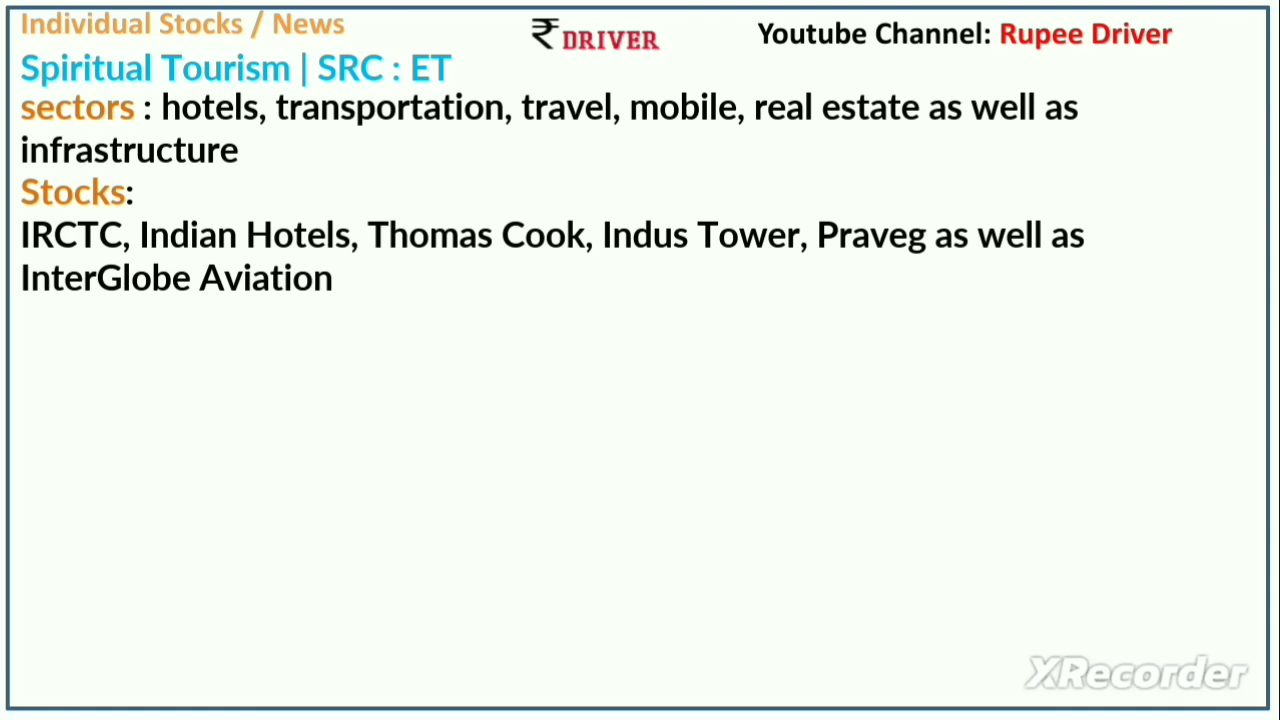 Individual Stocks / News
₹ DRIVER
Youtube Channel: Rupee Driver
Spiritual Tourism | SRC : ET
sectors : hotels, transportation, travel, mobile, real estate as well as
infrastructure
Stocks:
IRCTC, Indian Hotels, Thomas Cook, Indus Tower, Praveg as well as
InterGlobe Aviation
XRecorder